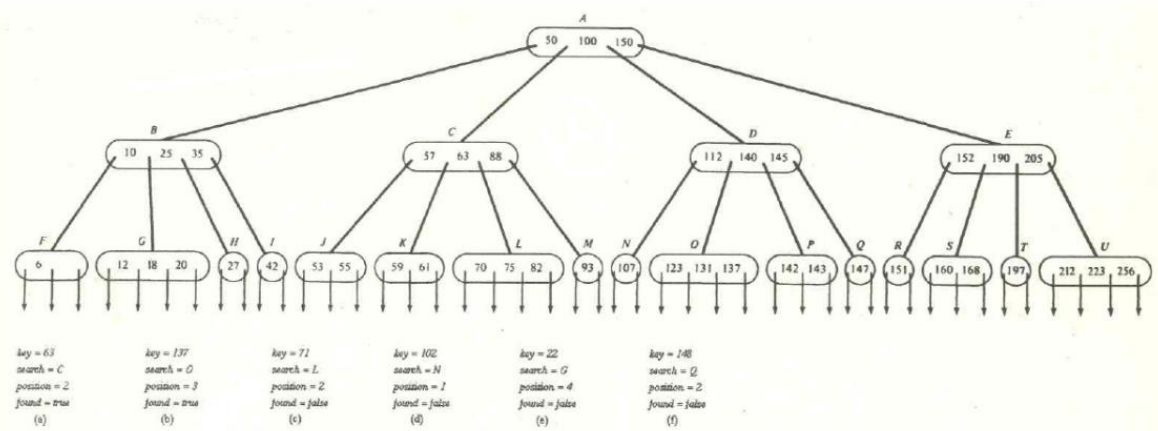 A
50 100 150
B C D E
10 25 35 57 63 88 112 140 145 152 190 205
F G H I J K L M N O P Q R S T U
6 12 18 20 27 42 53 55 59 61 70 75 82 93 107 123 131 137 142 143 147 151 160 168 197 212 223 256
key = 63 key = 137 key = 71 key = 102 key = 22 key = 148
search = C search = O search = L search = N search = G search = Q
position = 2 position = 3 position = 2 position = 1 position = 4 position = 2
found = true found = true found = false found = false found = false found = false
(a) (b) (c) (d) (e) (f)